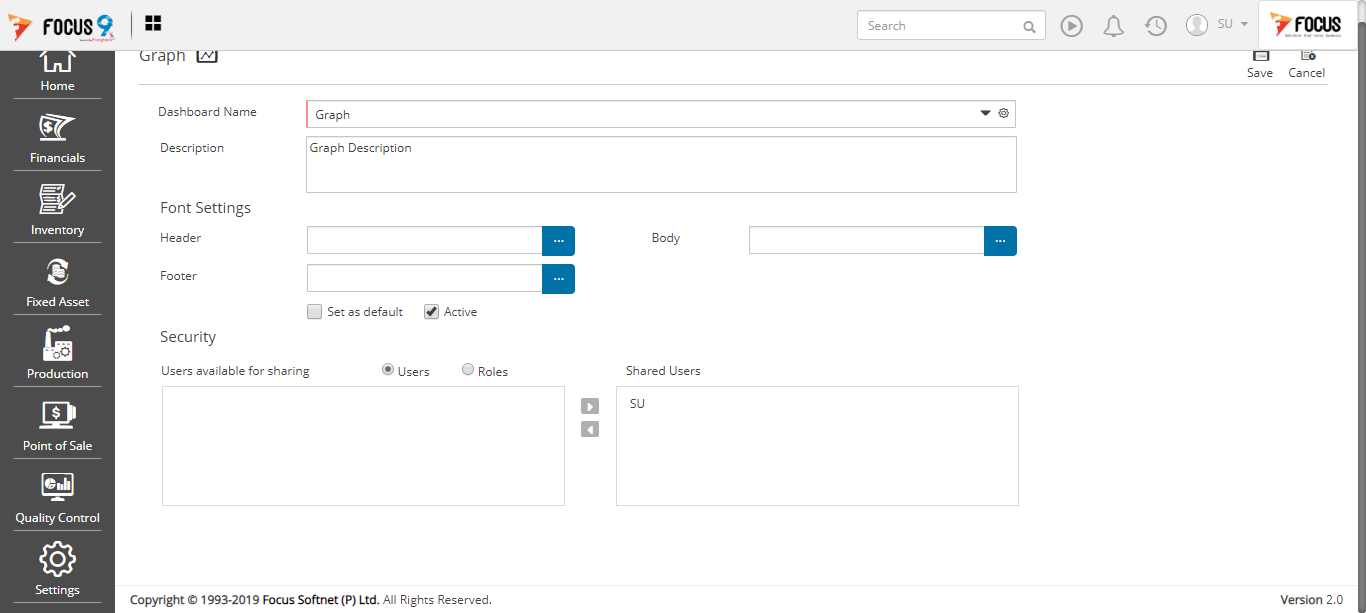 FOCUS 9
Search
SU
FOCUS
Graph
Save
Cancel
Home
Financials
Inventory
Fixed Asset
Production
Point of Sale
Quality Control
Settings
Dashboard Name
Graph
Description
Graph Description
Font Settings
Header
...
Body
...
Footer
...
Set as default
Active
Security
Users available for sharing
Users
Roles
Shared Users
SU
Copyright © 1993-2019 Focus Softnet (P) Ltd. All Rights Reserved.
Version 2.0